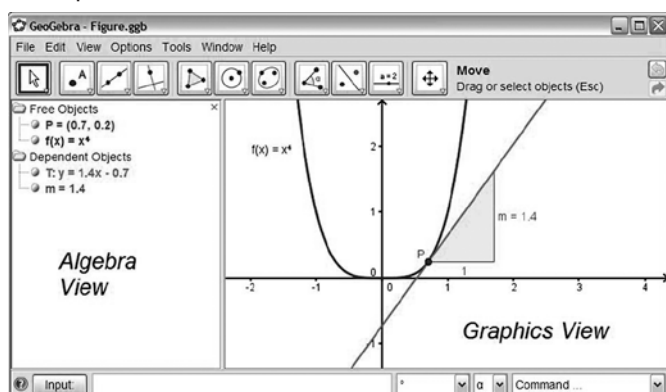 GeoGebra - Figure.ggb
File Edit View Options Tools Window Help
A
α
a=2
Move
Drag or select objects (Esc)
Free Objects
P = (0.7, 0.2)
f(x) = x⁴
Dependent Objects
T: y = 1.4x - 0.7
m = 1.4
Algebra
View
f(x) = x⁴
2
1
m = 1.4
P
1
0
-2 -1 0 1 2 3 4
-1
Graphics View
Input:
° α Command ...